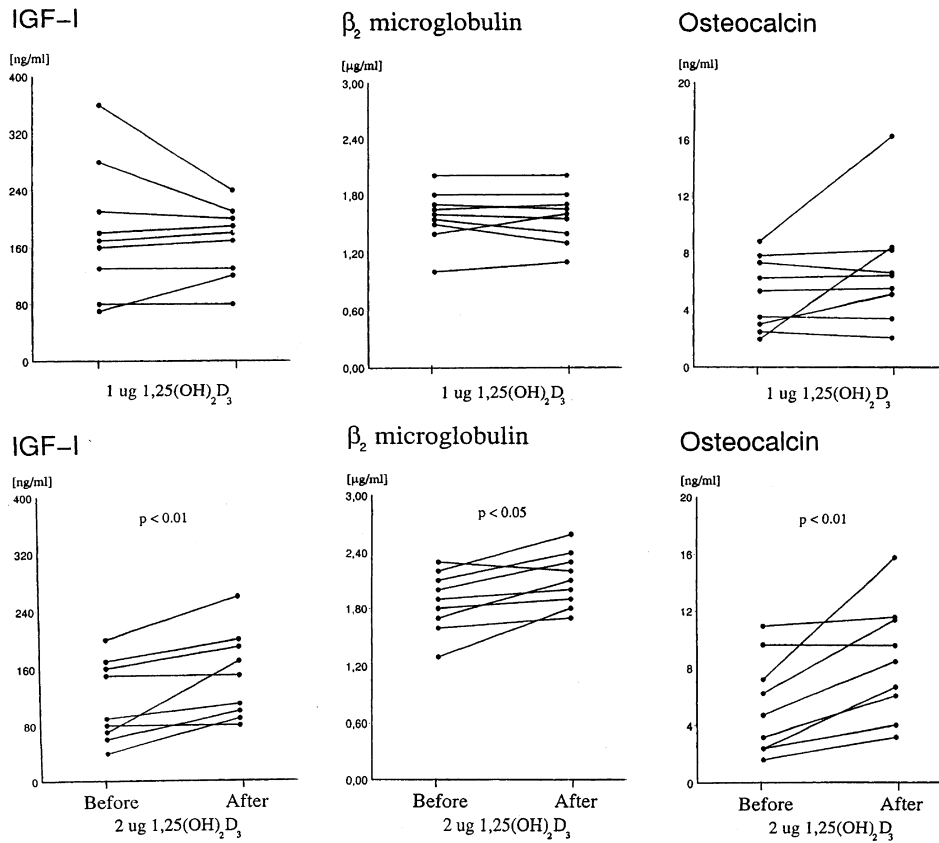 IGF–I
[ng/ml]
400
320
240
160
80
0
1 ug 1,25(OH)₂D₃
β₂ microglobulin
[μg/ml]
3,00
2,40
1,80
1,20
0,60
0,00
1 ug 1,25(OH)₂D₃
Osteocalcin
[ng/ml]
20
16
12
8
4
0
1 ug 1,25(OH)₂D₃
IGF–I
[ng/ml]
400
320
240
160
80
0
p < 0.01
Before After
2 ug 1,25(OH)₂D₃
β₂ microglobulin
[μg/ml]
3,00
2,40
1,80
1,20
0,60
0,00
p < 0.05
Before After
2 ug 1,25(OH)₂D₃
Osteocalcin
[ng/ml]
20
16
12
8
4
0
p < 0.01
Before After
2 ug 1,25(OH)₂D₃